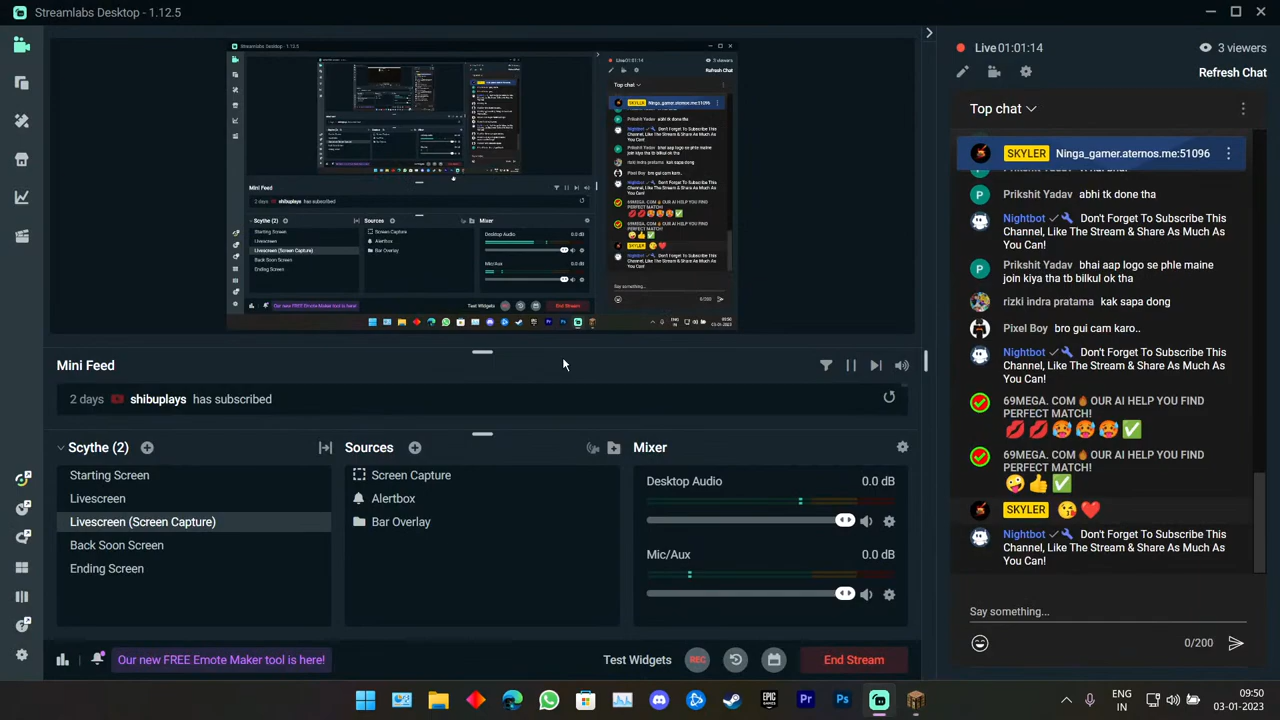 Streamlabs Desktop - 1.12.5
Live 01:01:14
3 viewers
Refresh Chat
Top chat
SKYLER Ninga_gamer.aternos.me:51096
Prikshit Yadav abhi tk done tha
Nightbot Don't Forget To Subscribe This
Channel, Like The Stream & Share As Much As
You Can!
Prikshit Yadav bhai aap logo se phle meine
join kiya tha tb bilkul ok tha..
rizki indra pratama kak sapa dong
Pixel Boy bro gui cam karo..
Nightbot Don't Forget To Subscribe This
Channel, Like The Stream & Share As Much As
You Can!
69MEGA. COM🔥OUR AI HELP YOU FIND
PERFECT MATCH!
💋💋🥵🥵🥵✅
69MEGA. COM🔥OUR AI HELP YOU FIND
PERFECT MATCH!
🤪👍✅
SKYLER 😘❤️
Nightbot Don't Forget To Subscribe This
Channel, Like The Stream & Share As Much As
You Can!
Say something...
0/200
Mini Feed
2 days shibuplays has subscribed
Scythe (2)
Starting Screen
Livescreen
Livescreen (Screen Capture)
Back Soon Screen
Ending Screen
Sources
Screen Capture
Alertbox
Bar Overlay
Mixer
Desktop Audio 0.0 dB
Mic/Aux 0.0 dB
Our new FREE Emote Maker tool is here!
Test Widgets
REC
End Stream
EPIC
GAMES
Pr
Ps
ENG
IN
09:50
03-01-2023